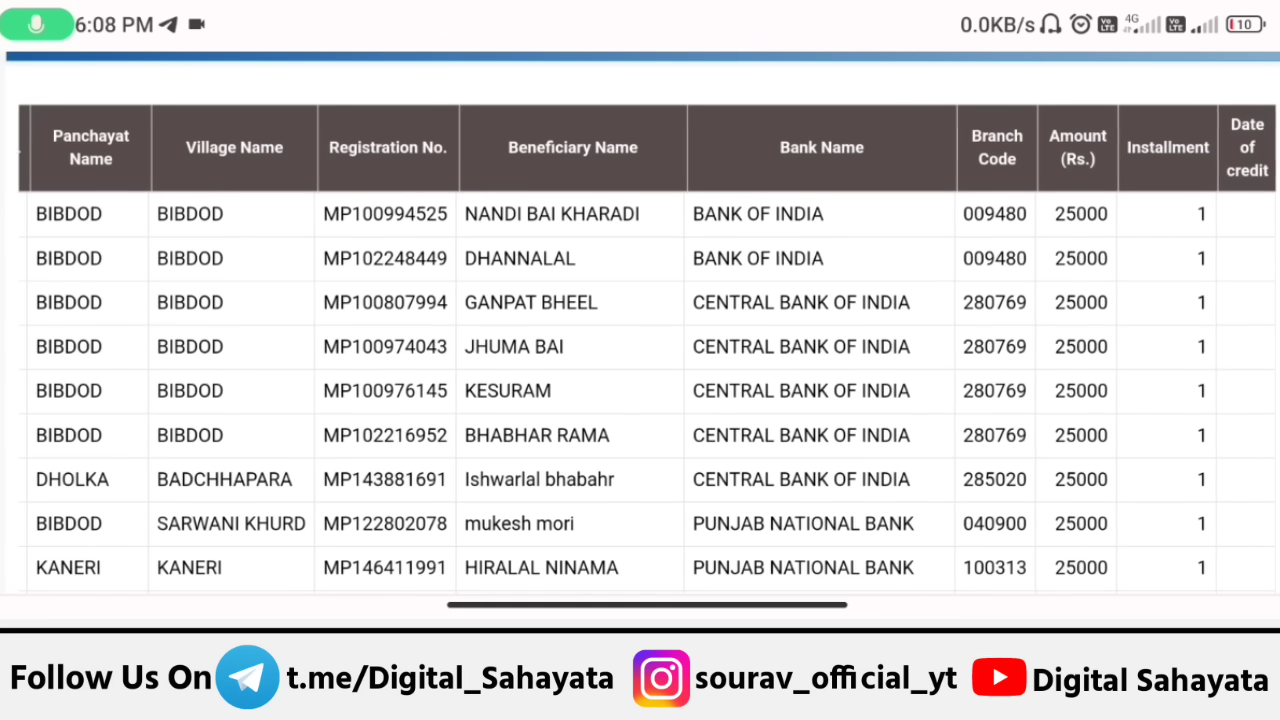 6:08 PM 0.0KB/s Vo LTE 4G Vo LTE 10
Panchayat Name Village Name Registration No. Beneficiary Name Bank Name Branch Code Amount (Rs.) Installment Date of credit
BIBDOD BIBDOD MP100994525 NANDI BAI KHARADI BANK OF INDIA 009480 25000 1
BIBDOD BIBDOD MP102248449 DHANNALAL BANK OF INDIA 009480 25000 1
BIBDOD BIBDOD MP100807994 GANPAT BHEEL CENTRAL BANK OF INDIA 280769 25000 1
BIBDOD BIBDOD MP100974043 JHUMA BAI CENTRAL BANK OF INDIA 280769 25000 1
BIBDOD BIBDOD MP100976145 KESURAM CENTRAL BANK OF INDIA 280769 25000 1
BIBDOD BIBDOD MP102216952 BHABHAR RAMA CENTRAL BANK OF INDIA 280769 25000 1
DHOLKA BADCHHAPARA MP143881691 Ishwarlal bhabahr CENTRAL BANK OF INDIA 285020 25000 1
BIBDOD SARWANI KHURD MP122802078 mukesh mori PUNJAB NATIONAL BANK 040900 25000 1
KANERI KANERI MP146411991 HIRALAL NINAMA PUNJAB NATIONAL BANK 100313 25000 1
Follow Us On t.me/Digital_Sahayata sourav_official_yt Digital Sahayata